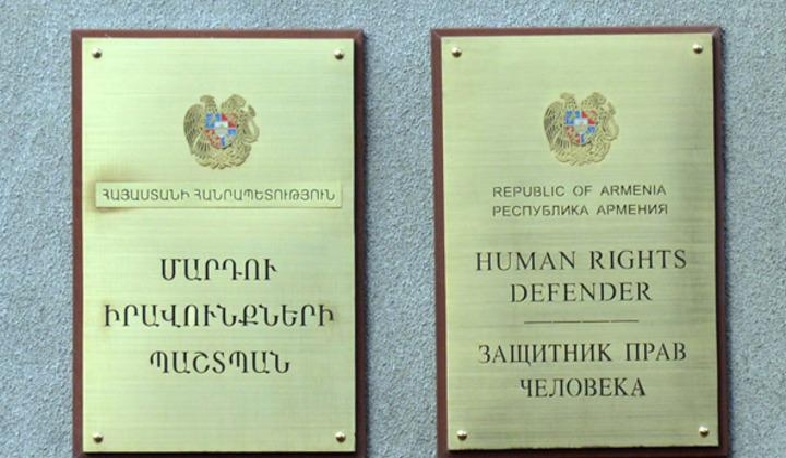 ՀԱՅԱՍՏԱՆԻ ՀԱՆՐԱՊԵՏՈՒԹՅՈՒՆ
ՄԱՐԴՈՒ
ԻՐԱՎՈՒՆՔՆԵՐԻ
ՊԱՇՏՊԱՆ
REPUBLIC OF ARMENIA
РЕСПУБЛИКА АРМЕНИЯ
HUMAN RIGHTS
DEFENDER
ЗАЩИТНИК ПРАВ
ЧЕЛОВЕКА